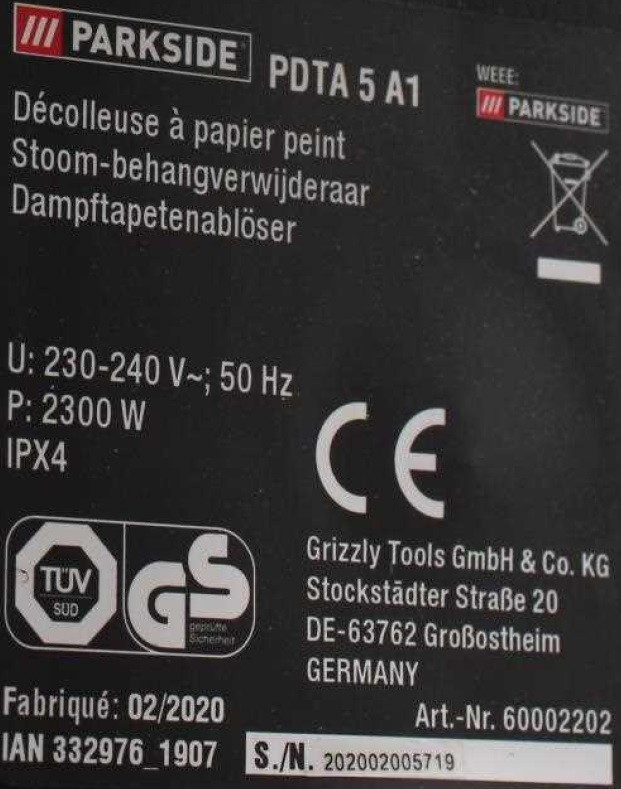 /// PARKSIDE PDTA 5 A1
WEEE:
/// PARKSIDE
Décolleuse à papier peint
Stoom-behangverwijderaar
Dampftapetenablöser
U: 230-240 V~; 50 Hz
P: 2300 W
IPX4
CE
TÜV
SÜD
GS
geprüfte
Sicherheit
Grizzly Tools GmbH & Co. KG
Stockstädter Straße 20
DE-63762 Großostheim
GERMANY
Fabriqué: 02/2020
Art.-Nr. 60002202
IAN 332976_1907
S./N. 202002005719